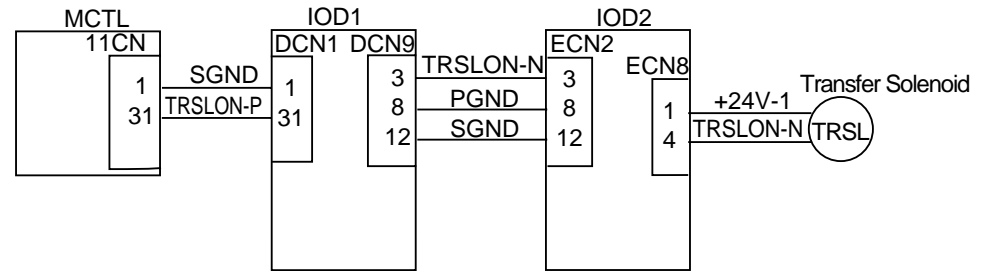 MCTL
IOD1
IOD2
11CN
DCN1 DCN9
ECN2
ECN8
Transfer Solenoid
1 SGND 1
31 TRSLON-P 31
3 TRSLON-N 3
8 PGND 8
12 SGND 12
1 +24V-1
4 TRSLON-N TRSL